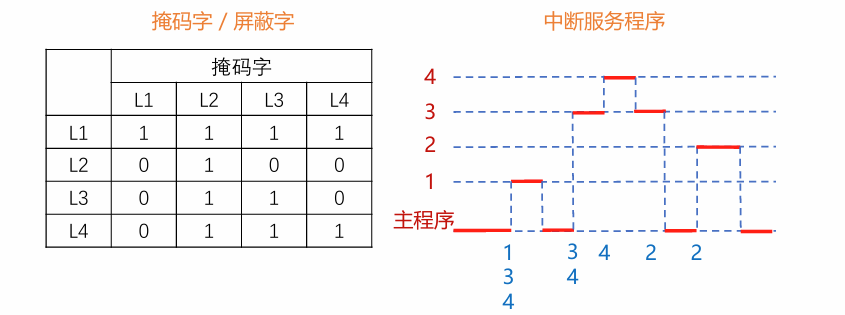 掩码字 / 屏蔽字
掩码字
L1 L2 L3 L4
L1 1 1 1 1
L2 0 1 0 0
L3 0 1 1 0
L4 0 1 1 1
中断服务程序
4
3
2
1
主程序
1 3 4 2 2
3 4
4